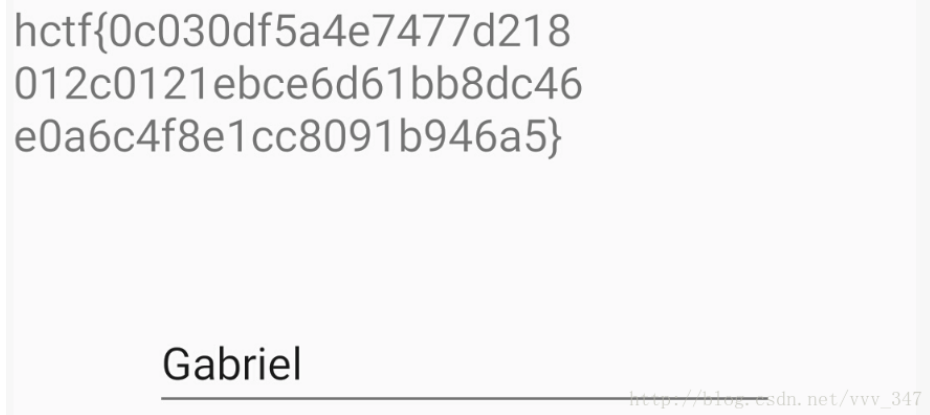 hctf{0c030df5a4e7477d218
012c0121ebce6d61bb8dc46
e0a6c4f8e1cc8091b946a5}
Gabriel
http://blog.csdn.net/vvv_347